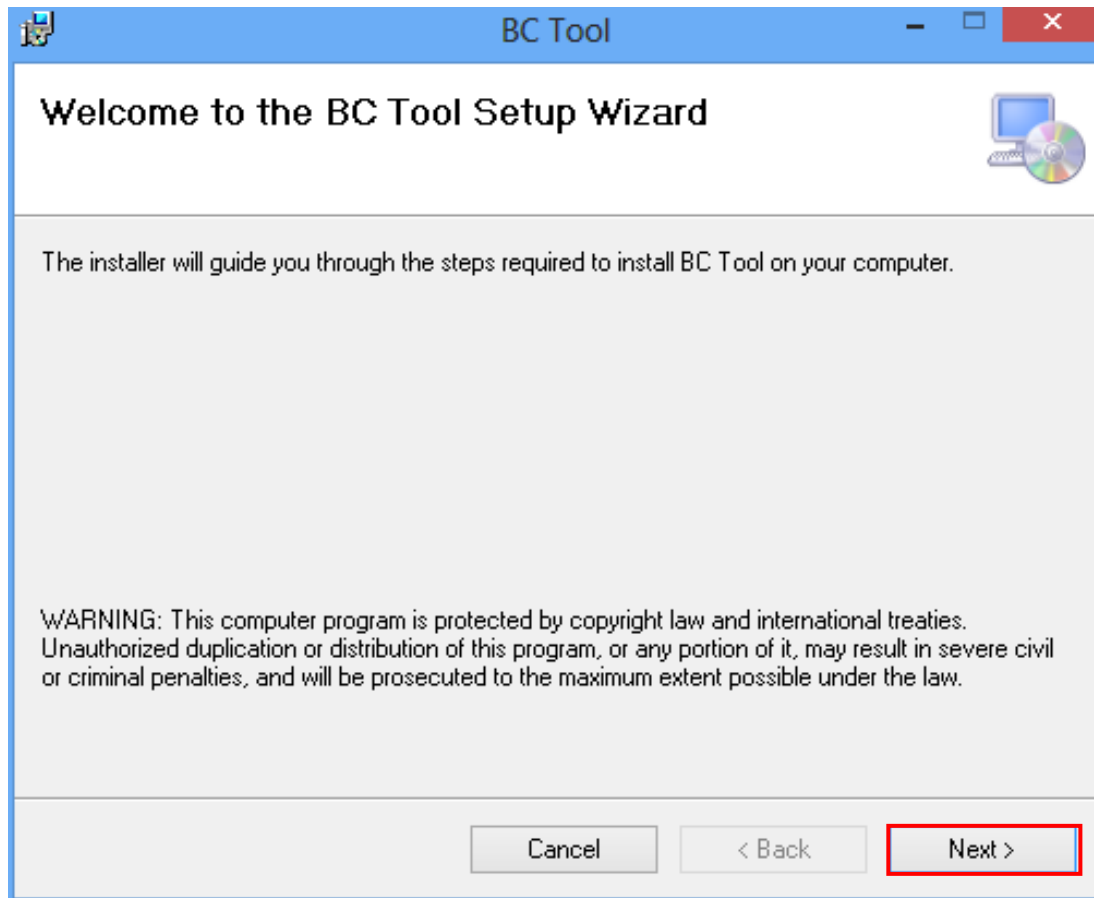 BC Tool
Welcome to the BC Tool Setup Wizard
The installer will guide you through the steps required to install BC Tool on your computer.
WARNING: This computer program is protected by copyright law and international treaties.
Unauthorized duplication or distribution of this program, or any portion of it, may result in severe civil
or criminal penalties, and will be prosecuted to the maximum extent possible under the law.
Cancel < Back Next >